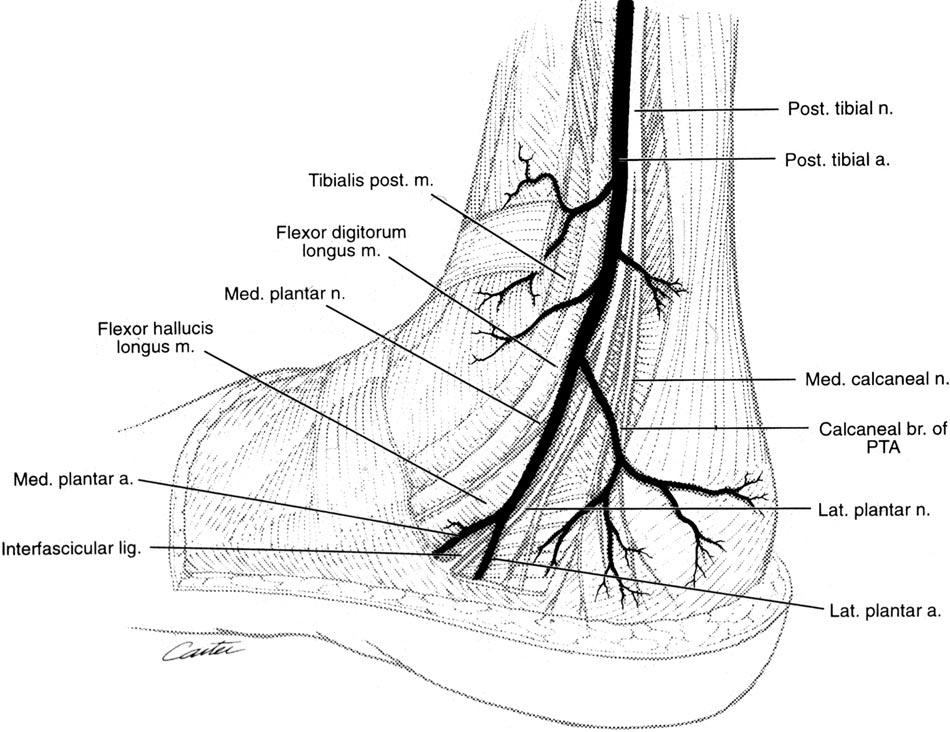 Post. tibial n.
Post. tibial a.
Tibialis post. m.
Flexor digitorum
longus m.
Med. plantar n.
Flexor hallucis
longus m.
Med. calcaneal n.
Calcaneal br. of
PTA
Med. plantar a.
Lat. plantar n.
Interfascicular lig.
Lat. plantar a.
Carter